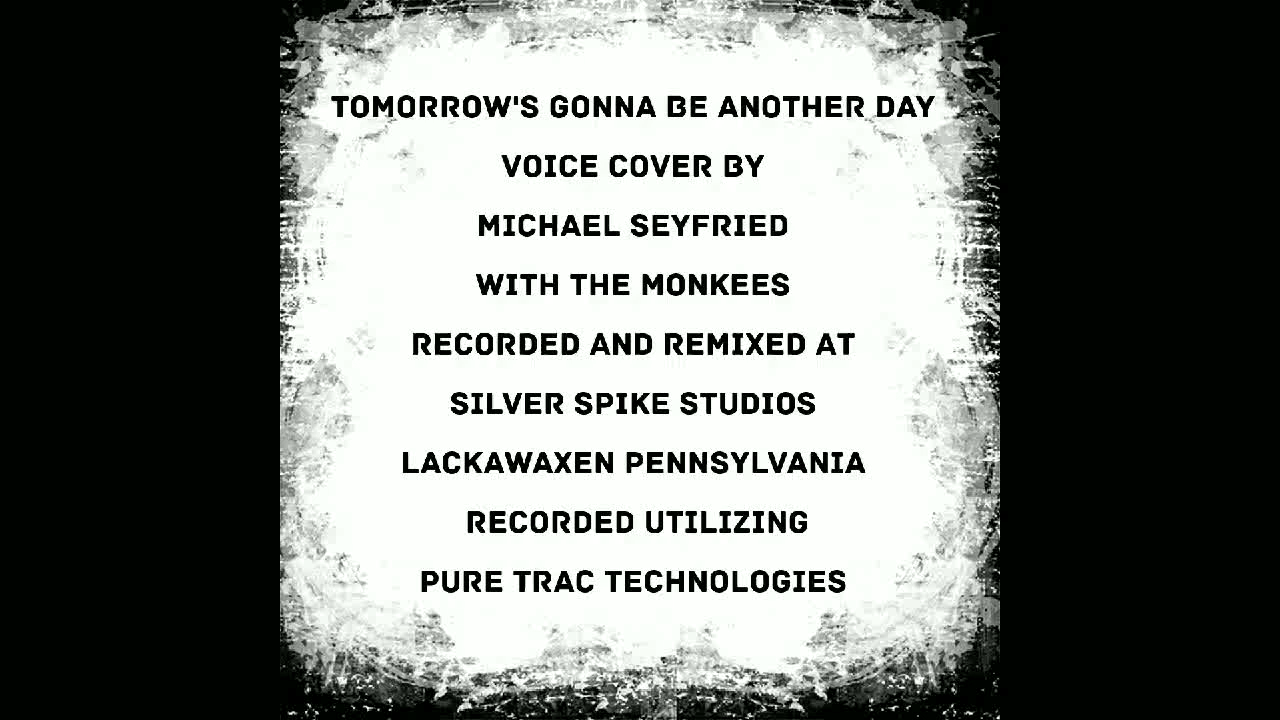 TOMORROW'S GONNA BE ANOTHER DAY
VOICE COVER BY
MICHAEL SEYFRIED
WITH THE MONKEES
RECORDED AND REMIXED AT
SILVER SPIKE STUDIOS
LACKAWAXEN PENNSYLVANIA
RECORDED UTILIZING
PURE TRAC TECHNOLOGIES